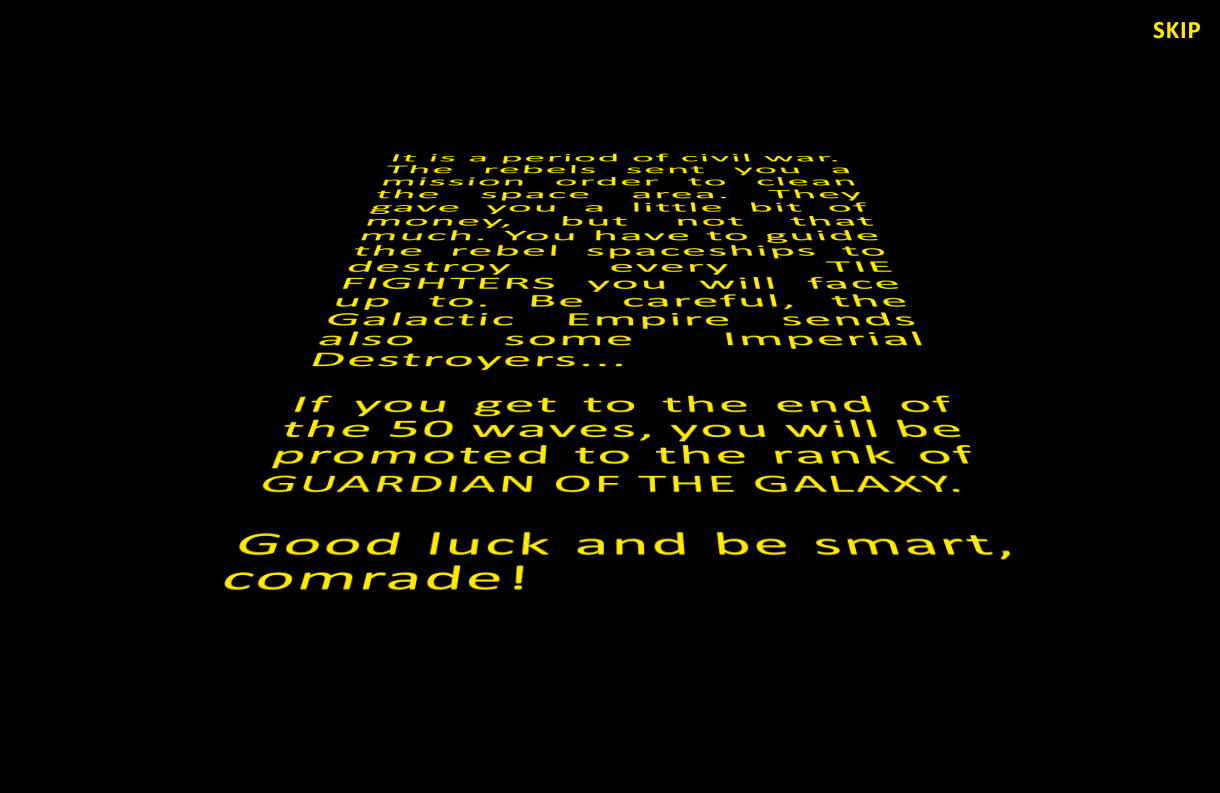 SKIP
It is a period of civil war.
The rebels sent you a
mission order to clean
the space area. They
gave you a little bit of
money, but not that
much. You have to guide
the rebel spaceships to
destroy every TIE
FIGHTERS you will face
up to. Be careful, the
Galactic Empire sends
also some Imperial
Destroyers...
If you get to the end of
the 50 waves, you will be
promoted to the rank of
GUARDIAN OF THE GALAXY.
Good luck and be smart,
comrade!